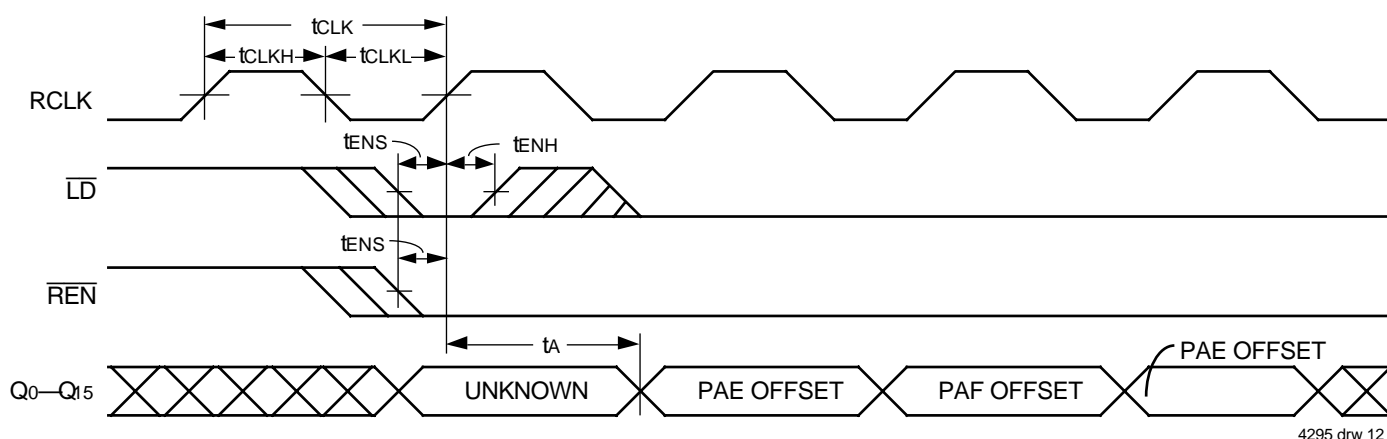 tCLK
tCLKH
tCLKL
RCLK
tENS
tENH
LD
tENS
REN
tA
PAE OFFSET
Q0—Q15
UNKNOWN
PAE OFFSET
PAF OFFSET
4295 drw 12